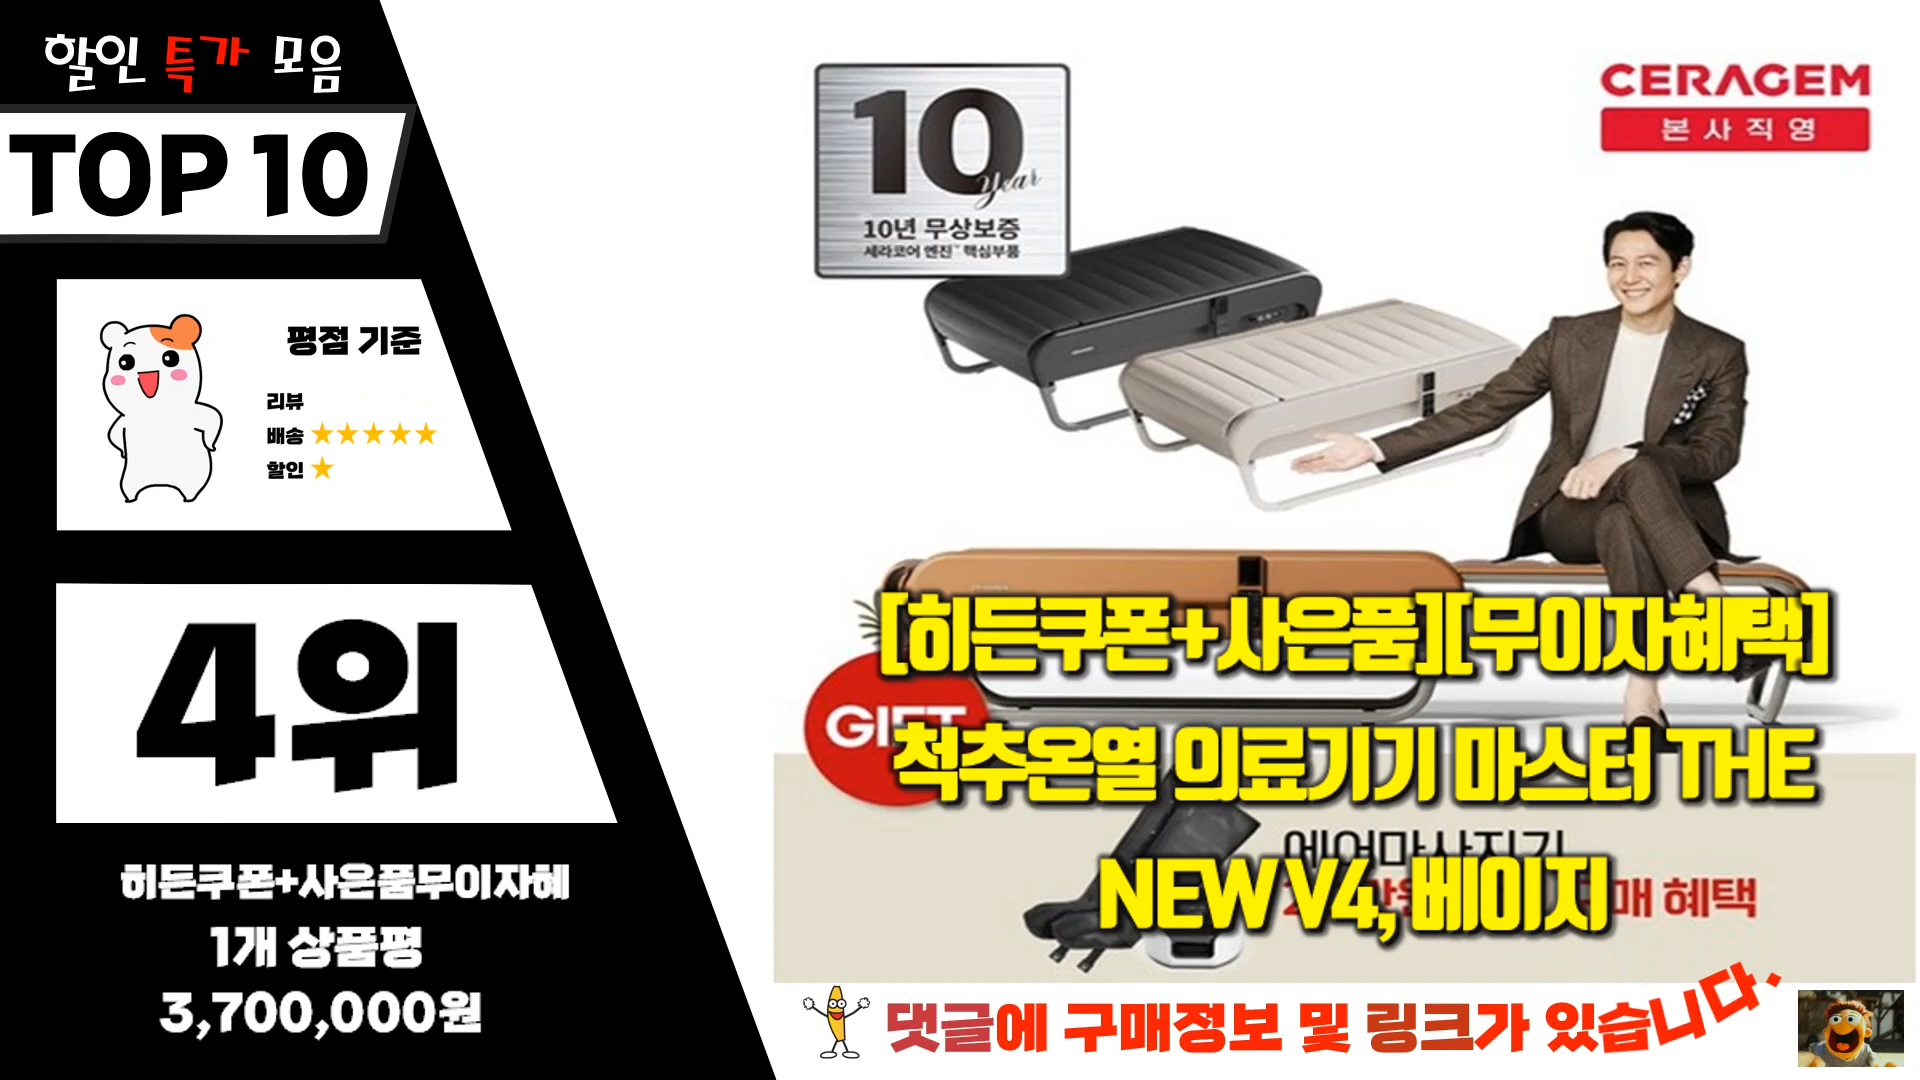 할인 특가 모음
TOP 10
평점 기준
리뷰
배송 ★★★★★
할인 ★
4위
히든쿠폰+사은품무이자혜
1개 상품평
3,700,000원
10
Year
10년 무상보증
세라코어 엔진™ 핵심부품
CERAGEM
본사직영
[히든쿠폰+사은품][무이자혜택]
GIFT
척추온열 의료기기 마스터 THE
에어마사지기
NEW V4, 베이지
혜택
댓글에 구매정보 및 링크가 있습니다.